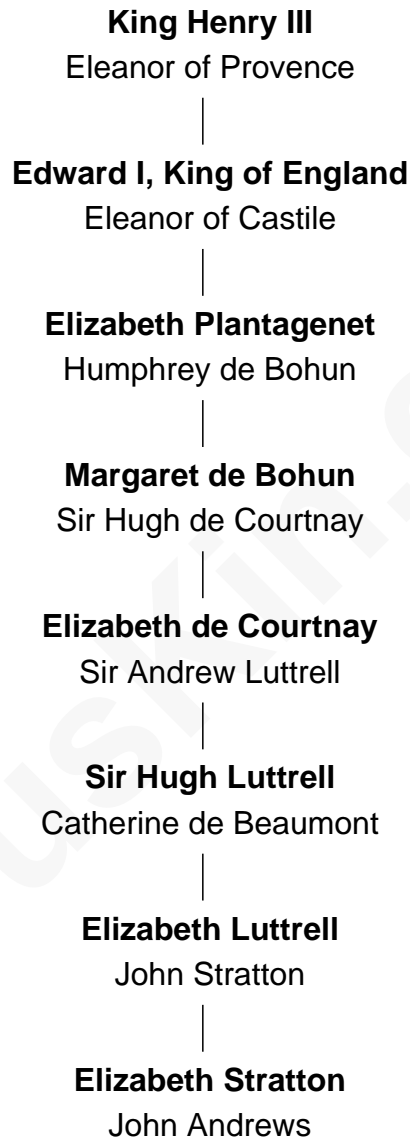 King Henry III
Eleanor of Provence
Edward I, King of England
Eleanor of Castile
Elizabeth Plantagenet
Humphrey de Bohun
Margaret de Bohun
Sir Hugh de Courtnay
Elizabeth de Courtnay
Sir Andrew Luttrell
Sir Hugh Luttrell
Catherine de Beaumont
Elizabeth Luttrell
John Stratton
Elizabeth Stratton
John Andrews